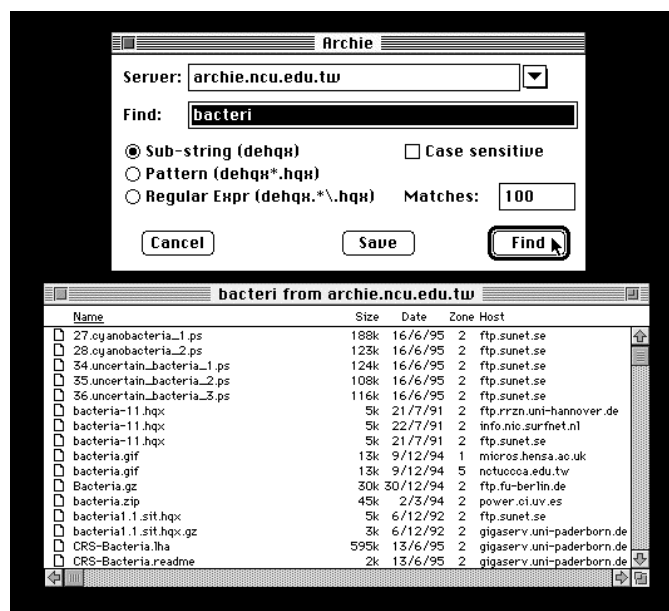 Archie
Server: archie.ncu.edu.tw
Find: bacteri
Sub-string (dehqx) Case sensitive
Pattern (dehqx*.hqx)
Regular Expr (dehqx.*\.hqx) Matches: 100
Cancel Save Find
bacteri from archie.ncu.edu.tw
Name Size Date Zone Host
27.cyanobacteria_1.ps 188k 16/6/95 2 ftp.sunet.se
28.cyanobacteria_2.ps 123k 16/6/95 2 ftp.sunet.se
34.uncertain_bacteria_1.ps 124k 16/6/95 2 ftp.sunet.se
35.uncertain_bacteria_2.ps 108k 16/6/95 2 ftp.sunet.se
36.uncertain_bacteria_3.ps 116k 16/6/95 2 ftp.sunet.se
bacteria-11.hqx 5k 21/7/91 2 ftp.rrzn.uni-hannover.de
bacteria-11.hqx 5k 22/7/91 2 info.nic.surfnet.nl
bacteria-11.hqx 5k 21/7/91 2 ftp.sunet.se
bacteria.gif 13k 9/12/94 1 micros.hensa.ac.uk
bacteria.gif 13k 9/12/94 5 nctuccca.edu.tw
Bacteria.gz 30k 30/12/94 2 ftp.fu-berlin.de
bacteria.zip 45k 2/3/94 2 power.ci.uv.es
bacteria1.1.sit.hqx 5k 6/12/92 2 ftp.sunet.se
bacteria1.1.sit.hqx.gz 3k 6/12/92 2 gigaserv.uni-paderborn.de
CRS-Bacteria.lha 595k 13/6/95 2 gigaserv.uni-paderborn.de
CRS-Bacteria.readme 2k 13/6/95 2 gigaserv.uni-paderborn.de